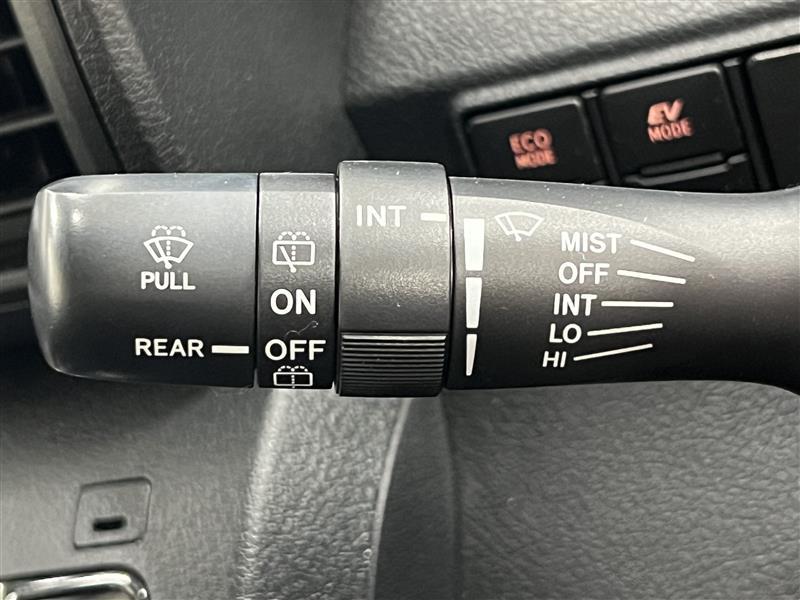 ECO
MODE
EV
MODE
PULL
REAR
ON
OFF
INT
MIST
OFF
INT
LO
HI